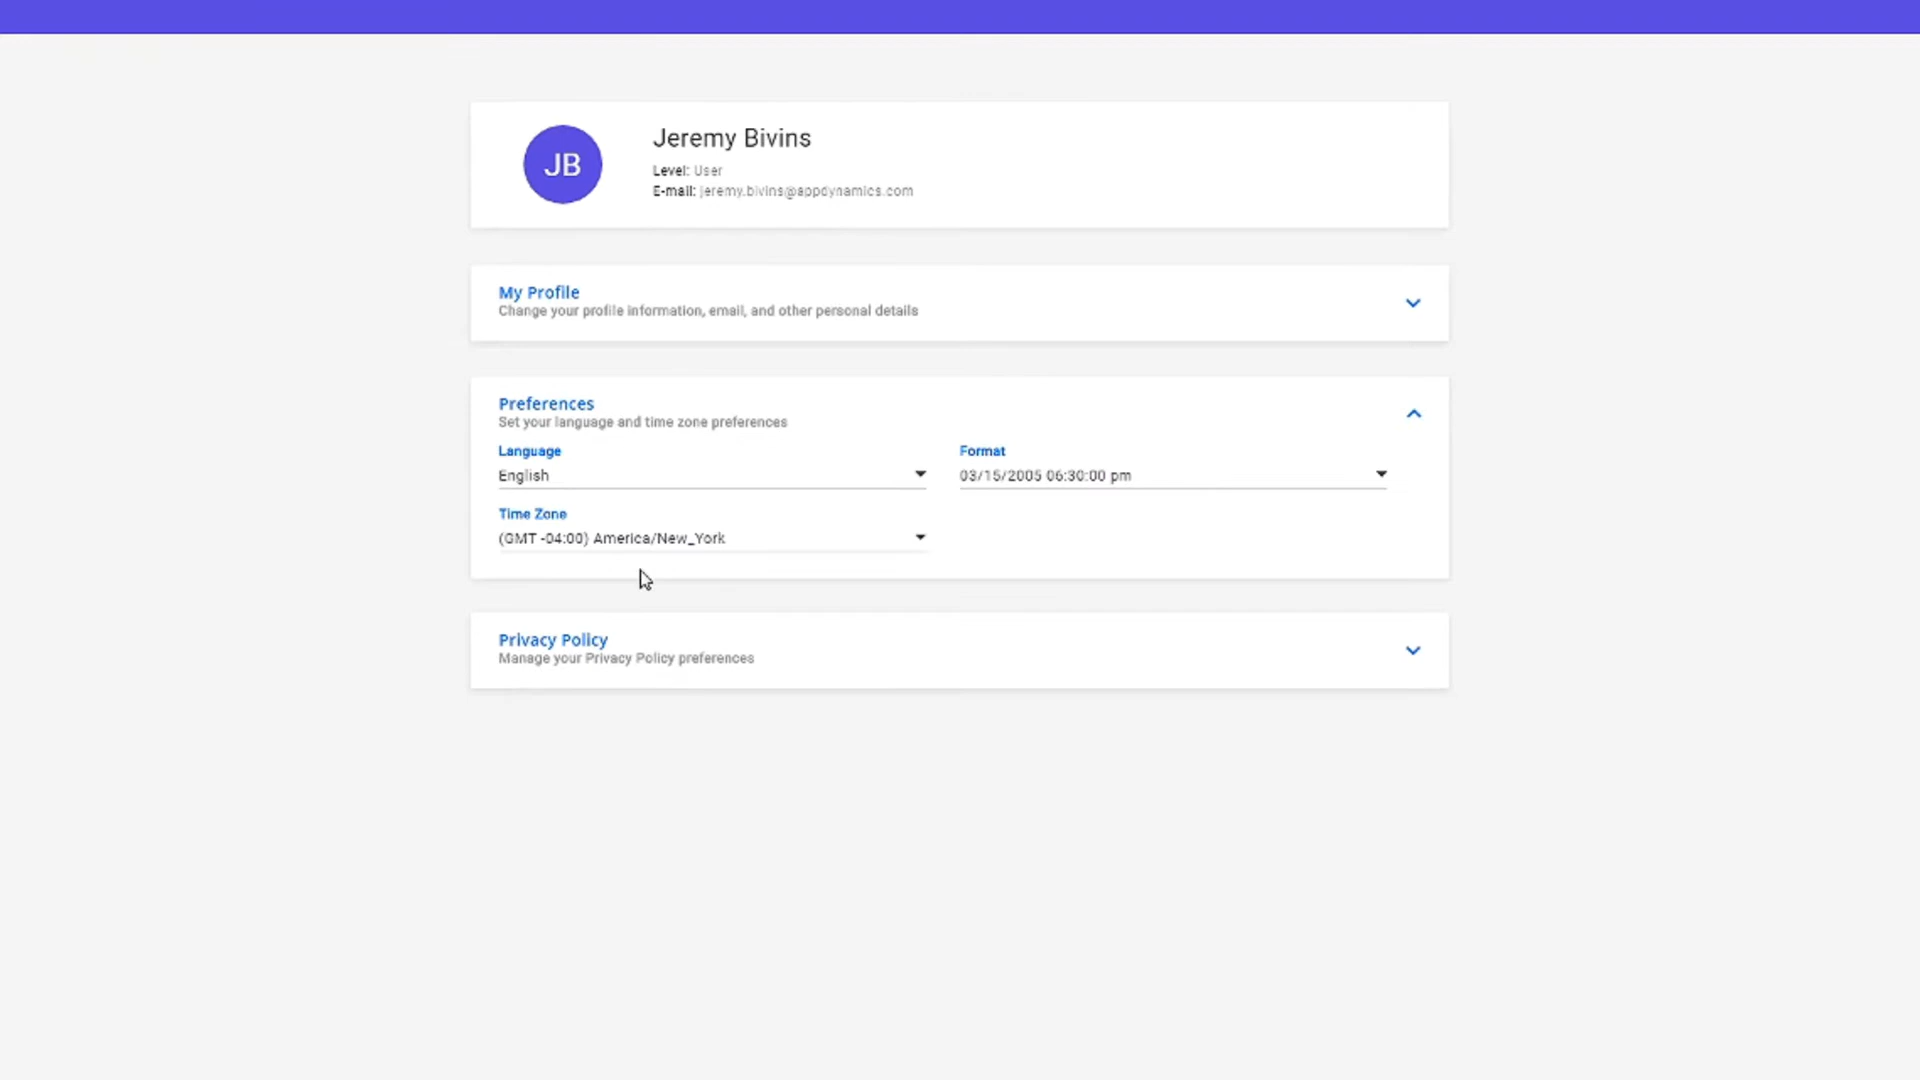 JB
Jeremy Bivins
Level: User
E-mail: jeremy.bivins@appdynamics.com
My Profile
Change your profile information, email, and other personal details
Preferences
Set your language and time zone preferences
Language
English
Format
03/15/2005 06:30:00 pm
Time Zone
(GMT -04:00) America/New_York
Privacy Policy
Manage your Privacy Policy preferences